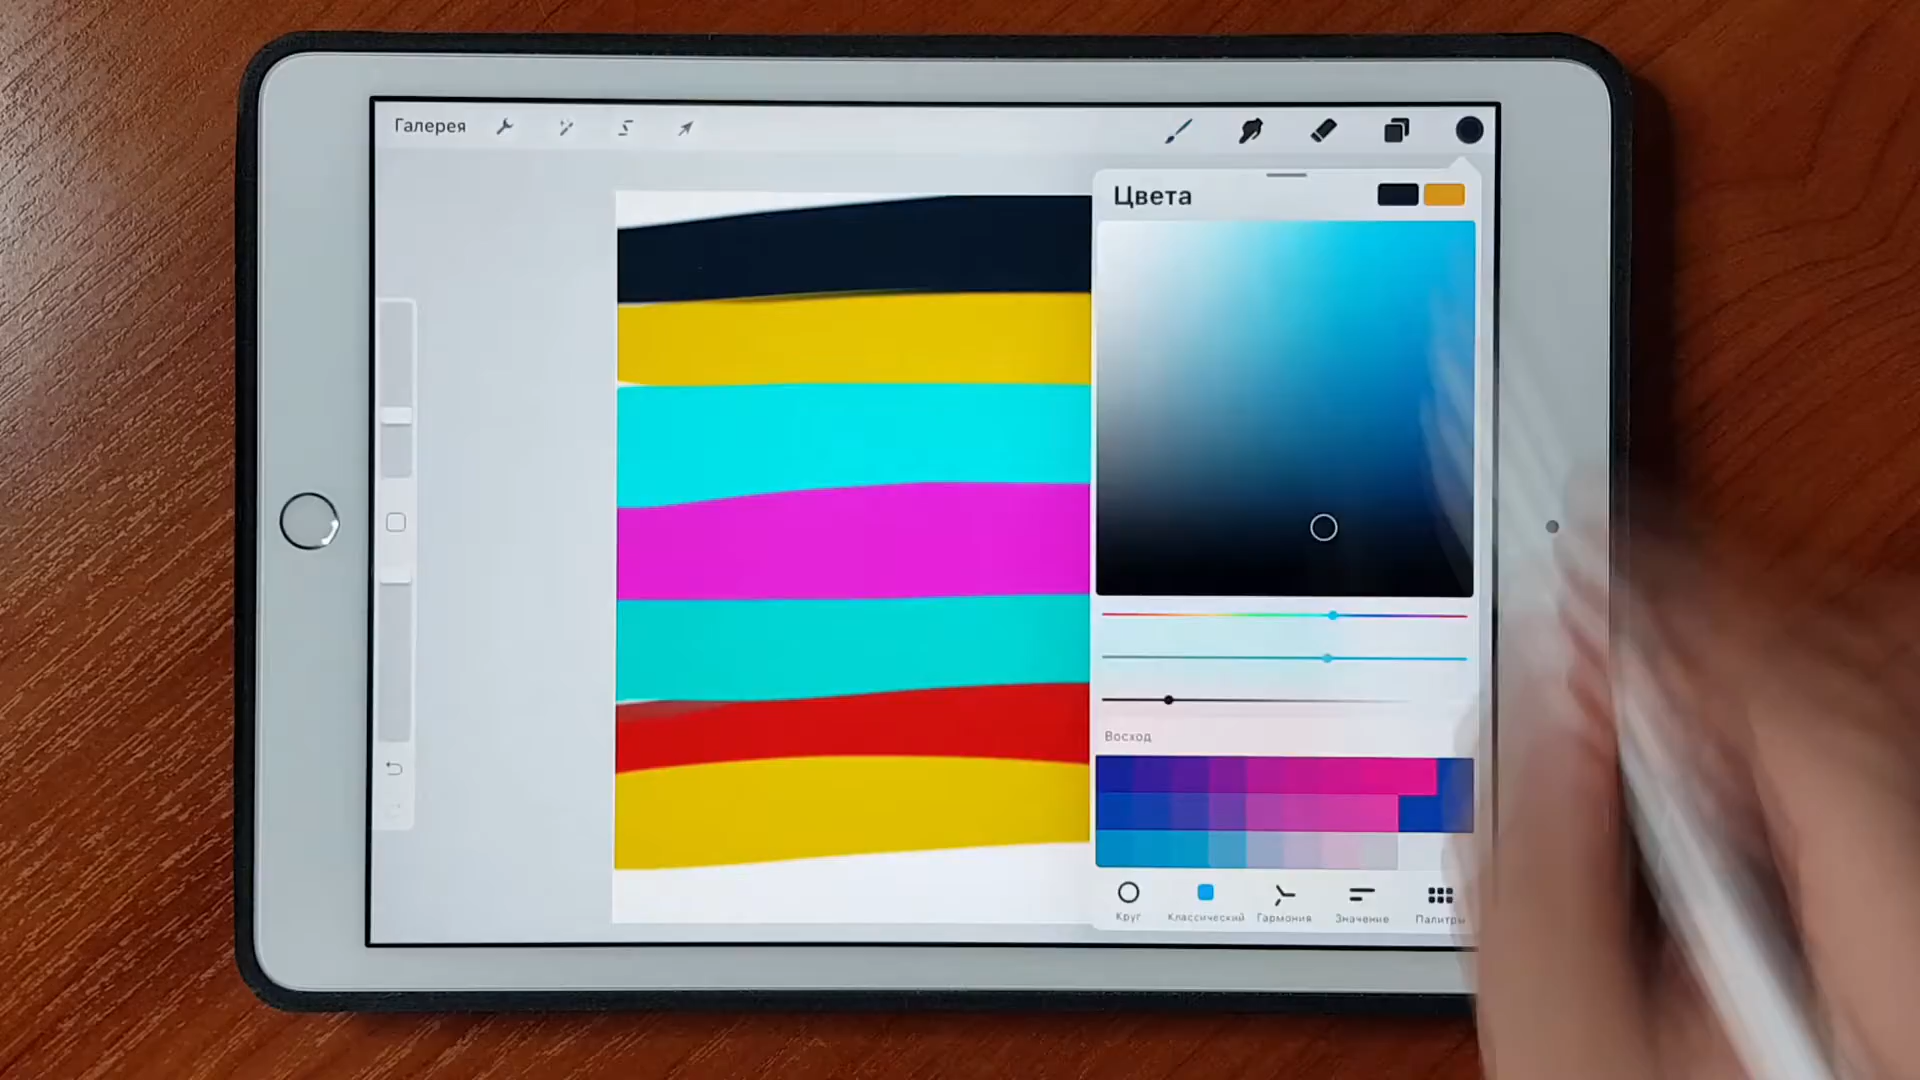 Галерея
Цвета
Восход
Круг
Классический
Гармония
Значение
Палитры